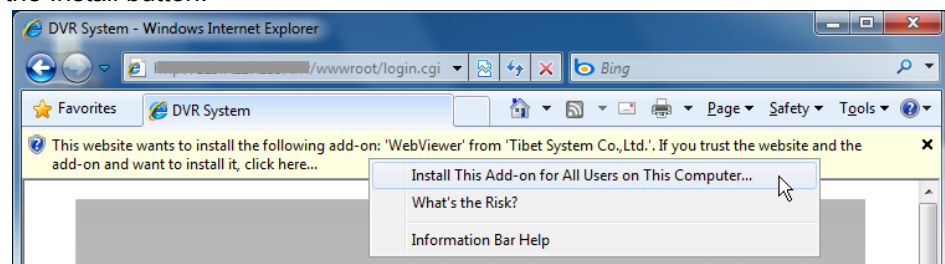 DVR System - Windows Internet Explorer
/wwwroot/login.cgi
Bing
Favorites
DVR System
Page
Safety
Tools
This website wants to install the following add-on: 'WebViewer' from 'Tibet System Co.,Ltd.'. If you trust the website and the
add-on and want to install it, click here...
Install This Add-on for All Users on This Computer...
What's the Risk?
Information Bar Help